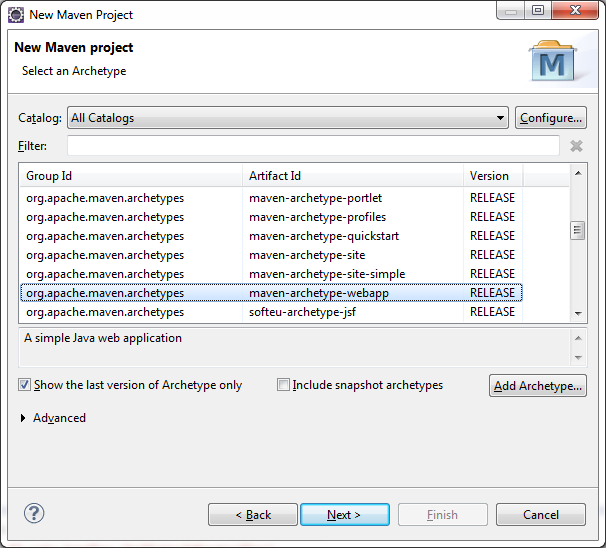 New Maven Project
New Maven project
Select an Archetype
M
Catalog: All Catalogs Configure...
Filter:
Group Id Artifact Id Version
org.apache.maven.archetypes maven-archetype-portlet RELEASE
org.apache.maven.archetypes maven-archetype-profiles RELEASE
org.apache.maven.archetypes maven-archetype-quickstart RELEASE
org.apache.maven.archetypes maven-archetype-site RELEASE
org.apache.maven.archetypes maven-archetype-site-simple RELEASE
org.apache.maven.archetypes maven-archetype-webapp RELEASE
org.apache.maven.archetypes softeu-archetype-jsf RELEASE
A simple Java web application
Show the last version of Archetype only Include snapshot archetypes Add Archetype...
Advanced
? < Back Next > Finish Cancel